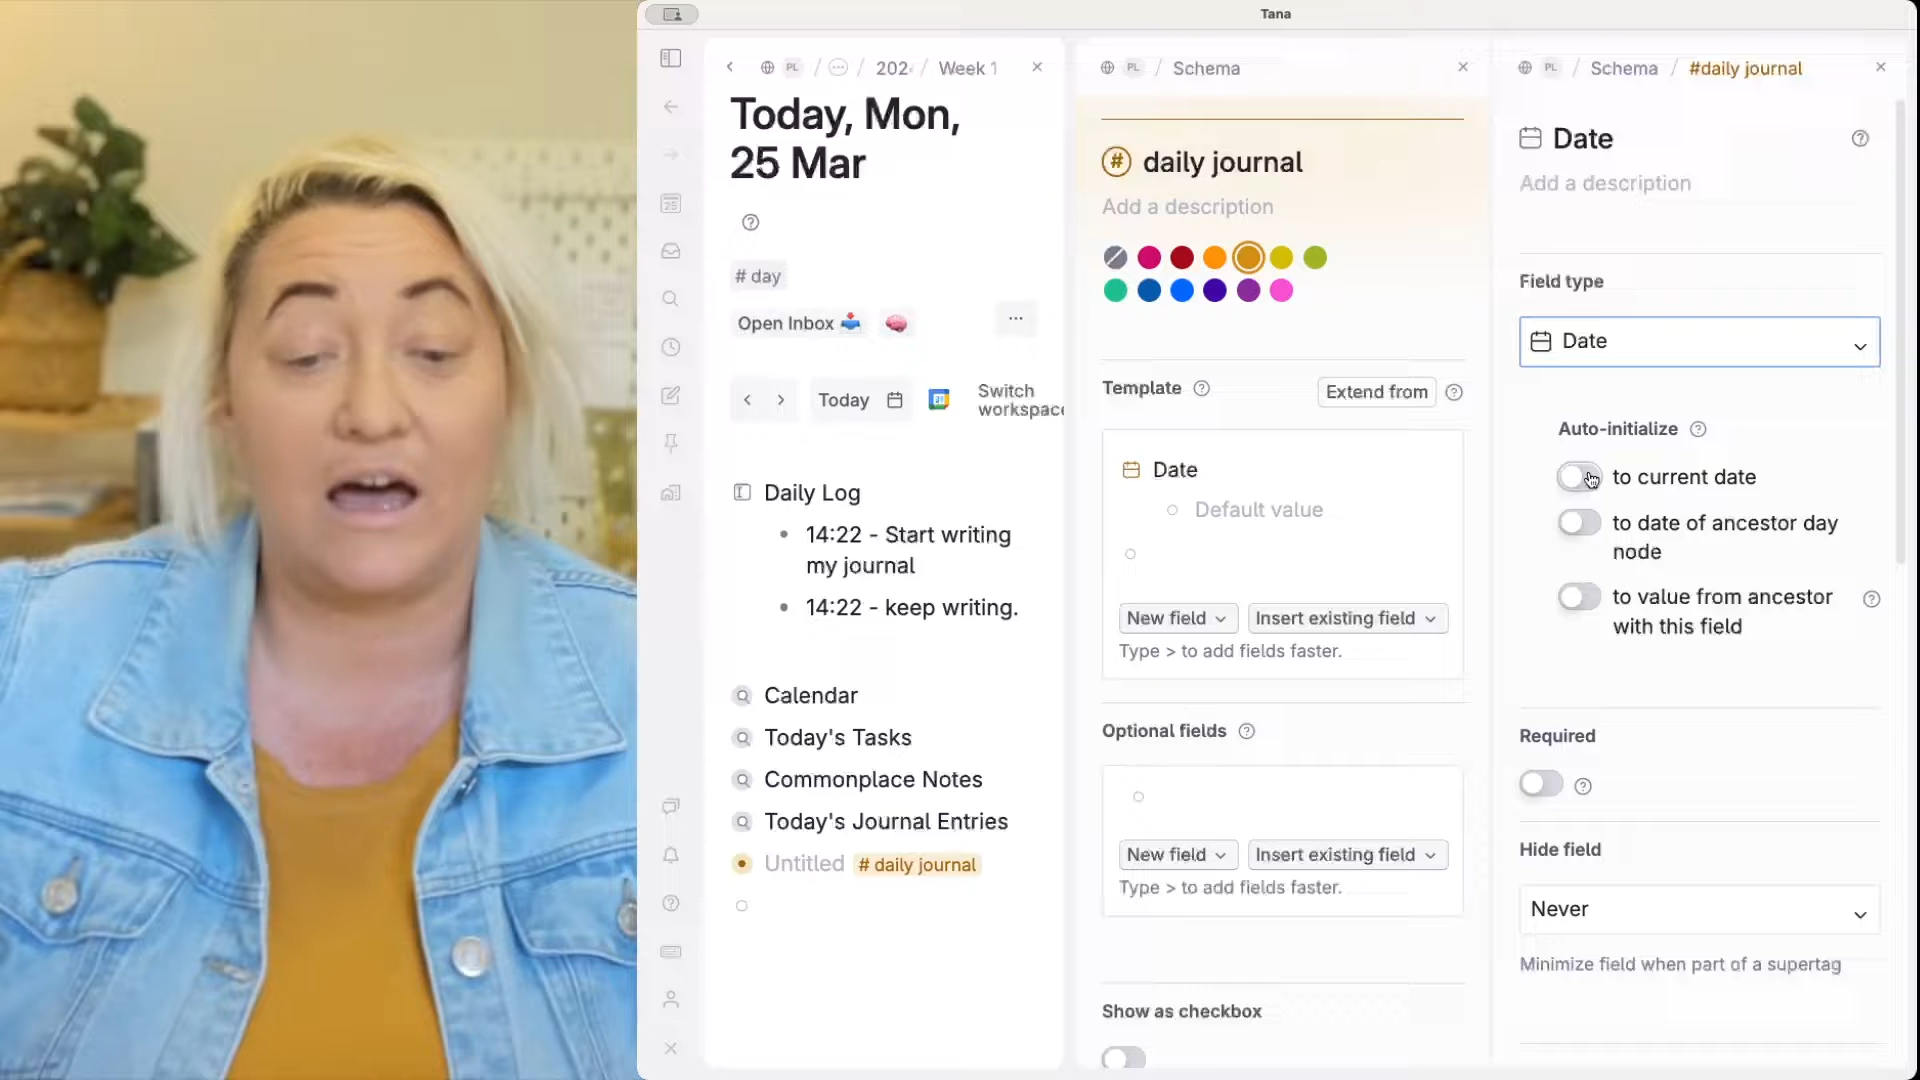 Tana
PL / / 202 / Week 1
Today, Mon,
25 Mar
# day
Open Inbox
Today
Switch
workspace
Daily Log
14:22 - Start writing
my journal
14:22 - keep writing.
Calendar
Today's Tasks
Commonplace Notes
Today's Journal Entries
Untitled # daily journal
25
PL / Schema
# daily journal
Add a description
Template
Extend from
Date
Default value
New field
Insert existing field
Type > to add fields faster.
Optional fields
New field
Insert existing field
Type > to add fields faster.
Show as checkbox
PL / Schema / #daily journal
Date
Add a description
Field type
Date
Auto-initialize
to current date
to date of ancestor day
node
to value from ancestor
with this field
Required
Hide field
Never
Minimize field when part of a supertag